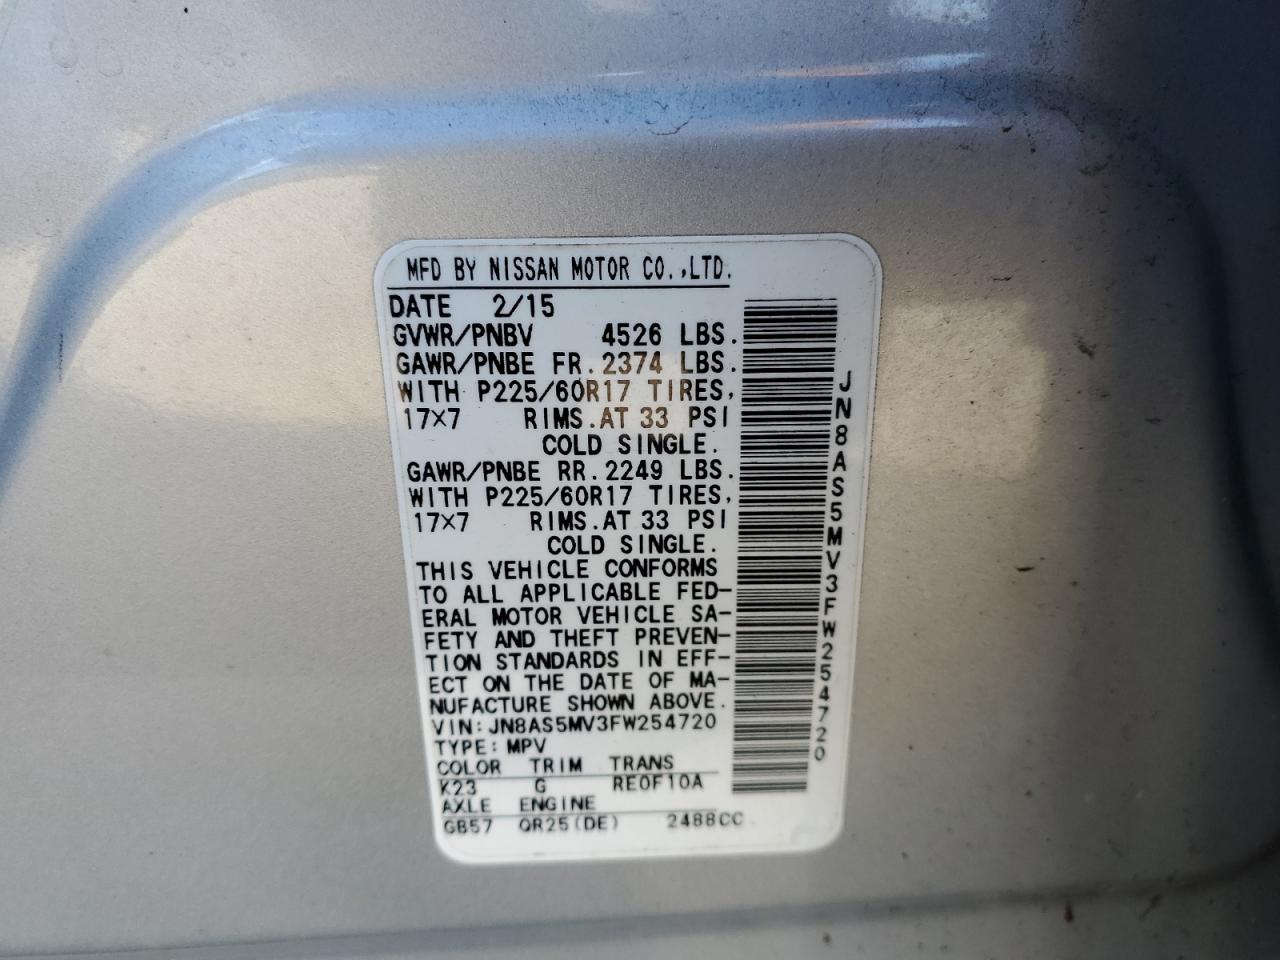 MFD BY NISSAN MOTOR CO.,LTD.
DATE 2/15
GVWR/PNBV 4526 LBS.
GAWR/PNBE FR. 2374 LBS.
WITH P225/60R17 TIRES,
17×7 RIMS. AT 33 PSI
COLD SINGLE.
GAWR/PNBE RR. 2249 LBS.
WITH P225/60R17 TIRES,
17×7 RIMS. AT 33 PSI
COLD SINGLE.
THIS VEHICLE CONFORMS
TO ALL APPLICABLE FED-
ERAL MOTOR VEHICLE SA-
FETY AND THEFT PREVEN-
TION STANDARDS IN EFF-
ECT ON THE DATE OF MA-
NUFACTURE SHOWN ABOVE.
VIN: JN8AS5MV3FW254720
TYPE: MPV
COLOR TRIM TRANS
K23 G RE0F10A
AXLE ENGINE
GB57 QR25(DE) 2488CC
JN8AS5MV3FW254720